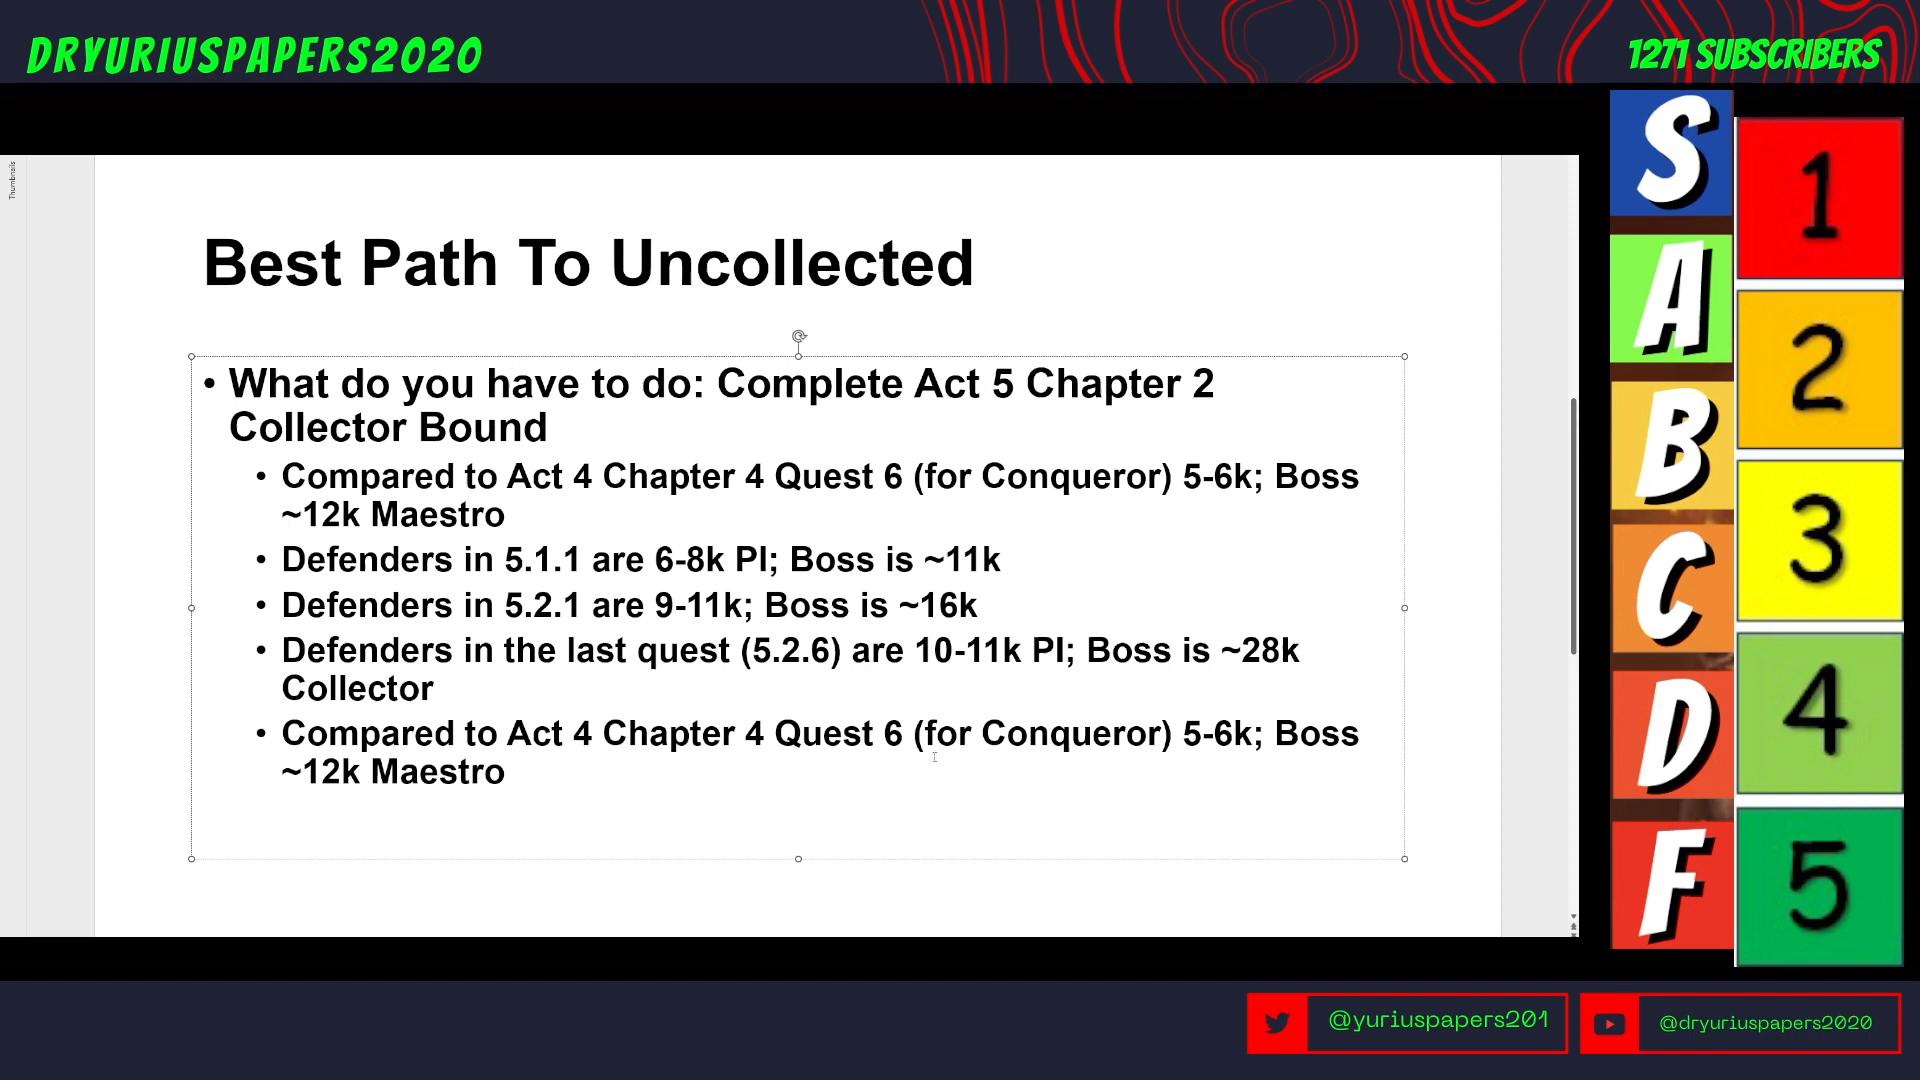 DRYURIUSPAPERS2020
1271 SUBSCRIBERS
Thumbnails
Best Path To Uncollected
• What do you have to do: Complete Act 5 Chapter 2
Collector Bound
• Compared to Act 4 Chapter 4 Quest 6 (for Conqueror) 5-6k; Boss
~12k Maestro
• Defenders in 5.1.1 are 6-8k PI; Boss is ~11k
• Defenders in 5.2.1 are 9-11k; Boss is ~16k
• Defenders in the last quest (5.2.6) are 10-11k PI; Boss is ~28k
Collector
• Compared to Act 4 Chapter 4 Quest 6 (for Conqueror) 5-6k; Boss
~12k Maestro
S
A
B
C
D
F
1
2
3
4
5
@yuriuspapers201
@dryuriuspapers2020